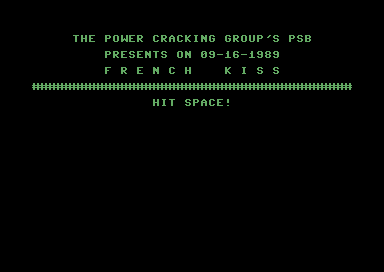 THE POWER CRACKING GROUP'S PSB
PRESENTS ON 09-16-1989
F R E N C H   K I S S
########################################
HIT SPACE!